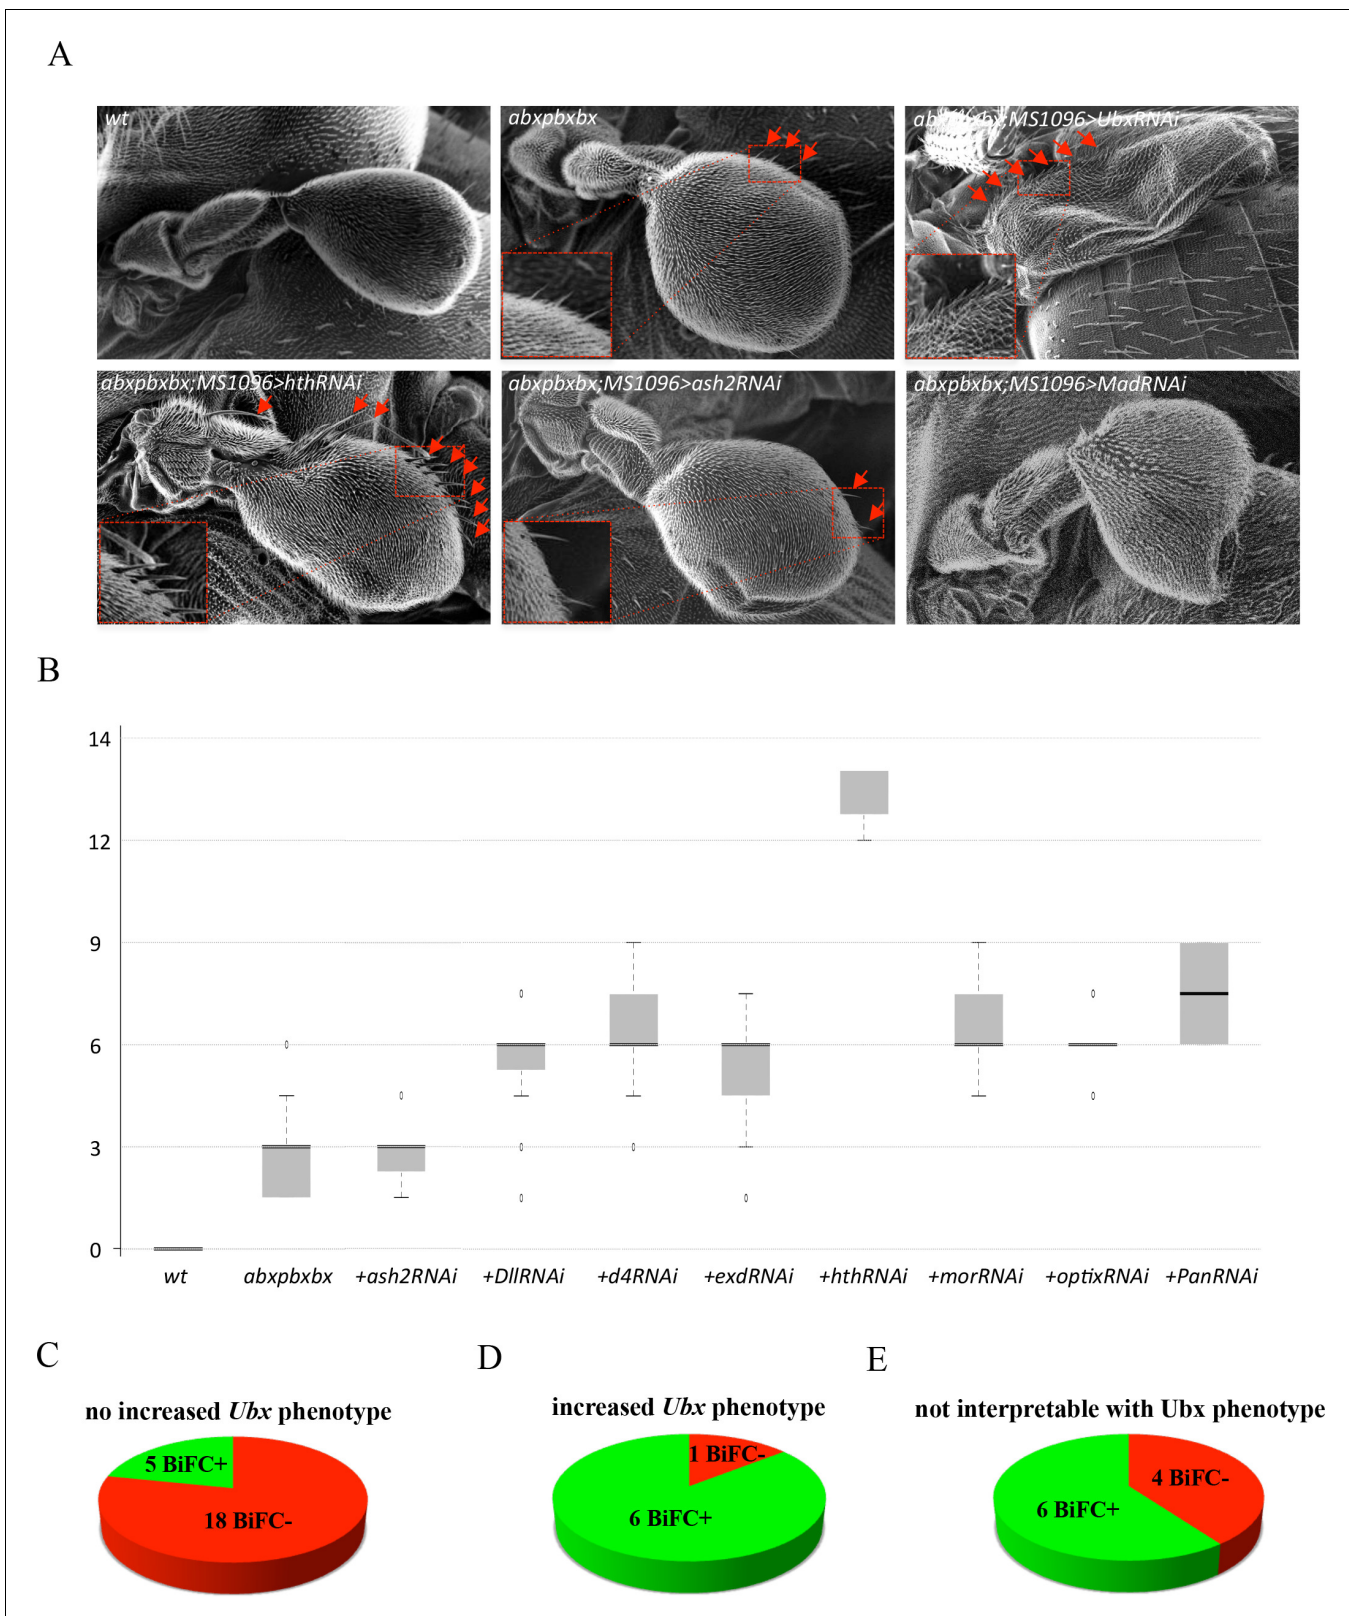 A
wt
abxpbxbx
abxpbxbx;MS1096>UbxRNAi
abxpbxbx;MS1096>hthRNAi
abxpbxbx;MS1096>ash2RNAi
abxpbxbx;MS1096>MadRNAi
B
14
12
9
6
3
0
wt abxpbxbx +ash2RNAi +DllRNAi +d4RNAi +exdRNAi +hthRNAi +morRNAi +optixRNAi +PanRNAi
C
no increased Ubx phenotype
5 BiFC+
18 BiFC-
D
increased Ubx phenotype
1 BiFC-
6 BiFC+
E
not interpretable with Ubx phenotype
4 BiFC-
6 BiFC+